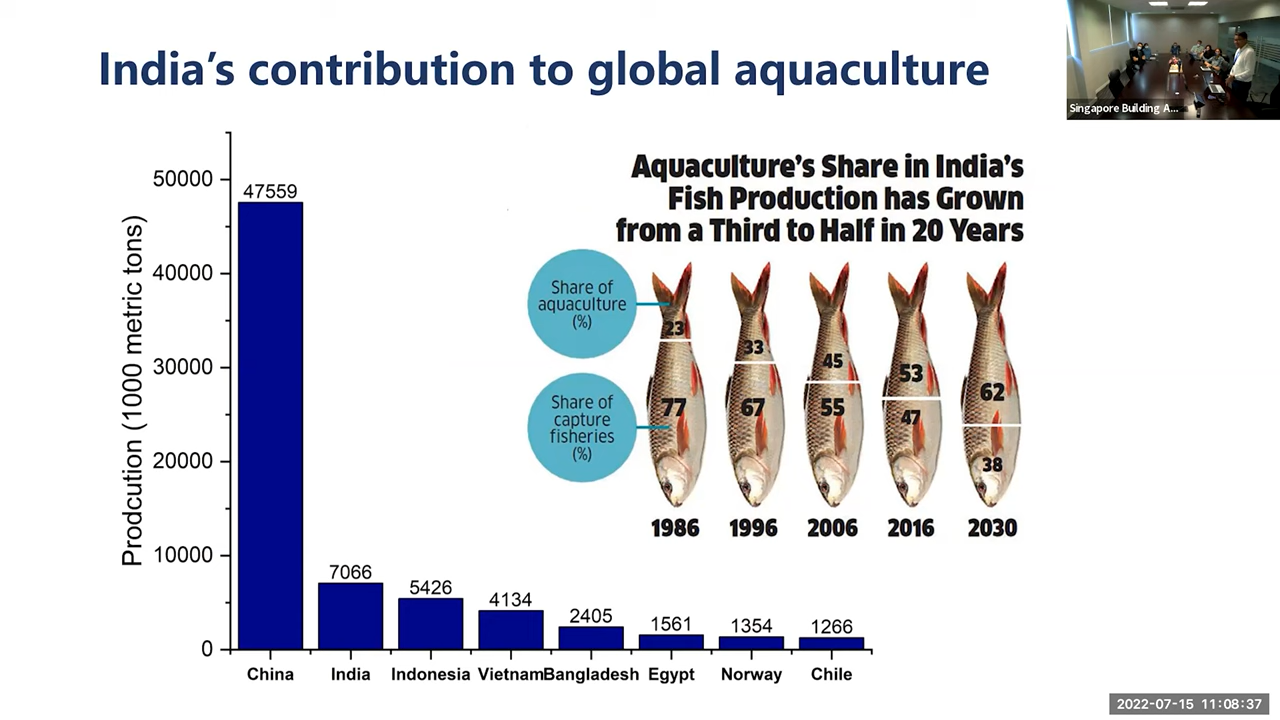 India's contribution to global aquaculture
Singapore Building A...
Prodcution (1000 metric tons)
50000
40000
30000
20000
10000
0
47559
7066
5426
4134
2405
1561
1354
1266
China
India
Indonesia
Vietnam
Bangladesh
Egypt
Norway
Chile
Aquaculture's Share in India's
Fish Production has Grown
from a Third to Half in 20 Years
Share of
aquaculture
(%)
Share of
capture
fisheries
(%)
23
33
45
53
62
77
67
55
47
38
1986
1996
2006
2016
2030
2022-07-15 11:08:37